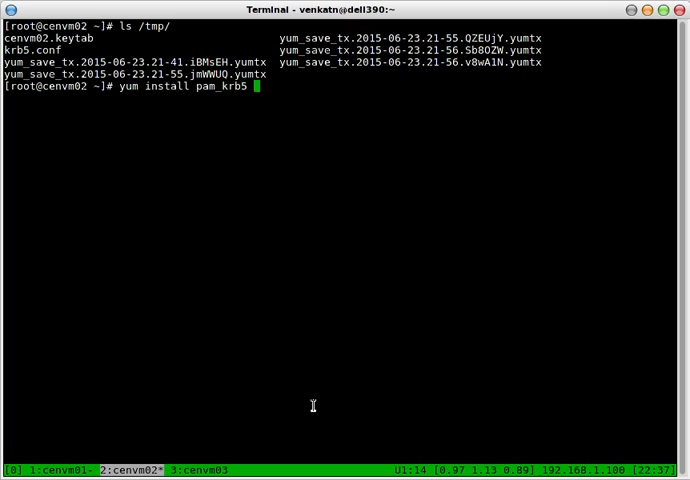 Terminal - venkatn@dell390:~
[root@cenvm02 ~]# ls /tmp/
cenvm02.keytab yum_save_tx.2015-06-23.21-55.QZEUjY.yumtx
krb5.conf yum_save_tx.2015-06-23.21-56.Sb8OZW.yumtx
yum_save_tx.2015-06-23.21-41.iBMsEH.yumtx yum_save_tx.2015-06-23.21-56.v8wA1N.yumtx
yum_save_tx.2015-06-23.21-55.jmWWUQ.yumtx
[root@cenvm02 ~]# yum install pam_krb5
[0] 1:cenvm01- 2:cenvm02* 3:cenvm03 U1:14 [0.97 1.13 0.89] 192.168.1.100 [22:37]